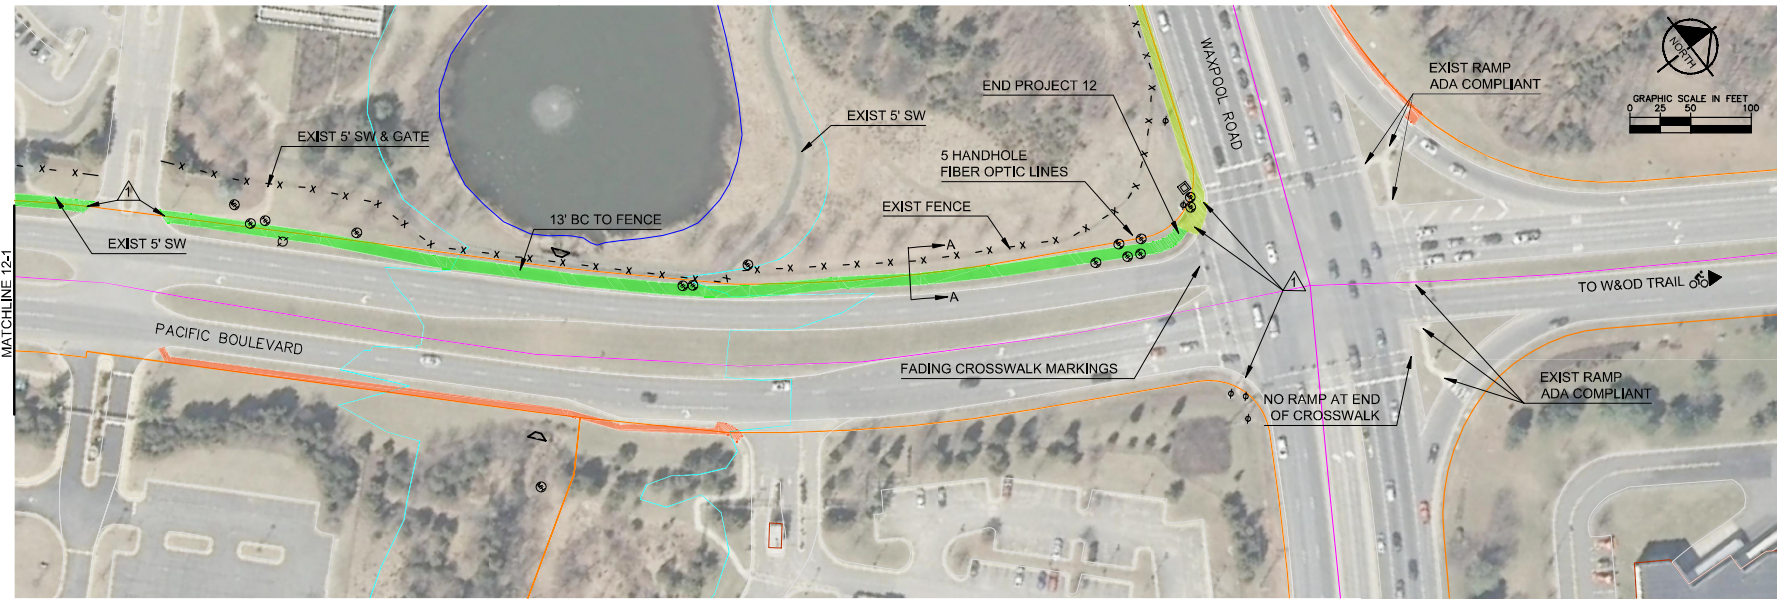 WAXPOOL ROAD
NORTH
EXIST RAMP
ADA COMPLIANT
GRAPHIC SCALE IN FEET
0 25 50 100
END PROJECT 12
EXIST 5' SW
EXIST 5' SW & GATE
5 HANDHOLE
FIBER OPTIC LINES
1
EXIST FENCE
13' BC TO FENCE
EXIST 5' SW
A
A
MATCHLINE 12-1
1
TO W&OD TRAIL
PACIFIC BOULEVARD
FADING CROSSWALK MARKINGS
NO RAMP AT END
OF CROSSWALK
EXIST RAMP
ADA COMPLIANT